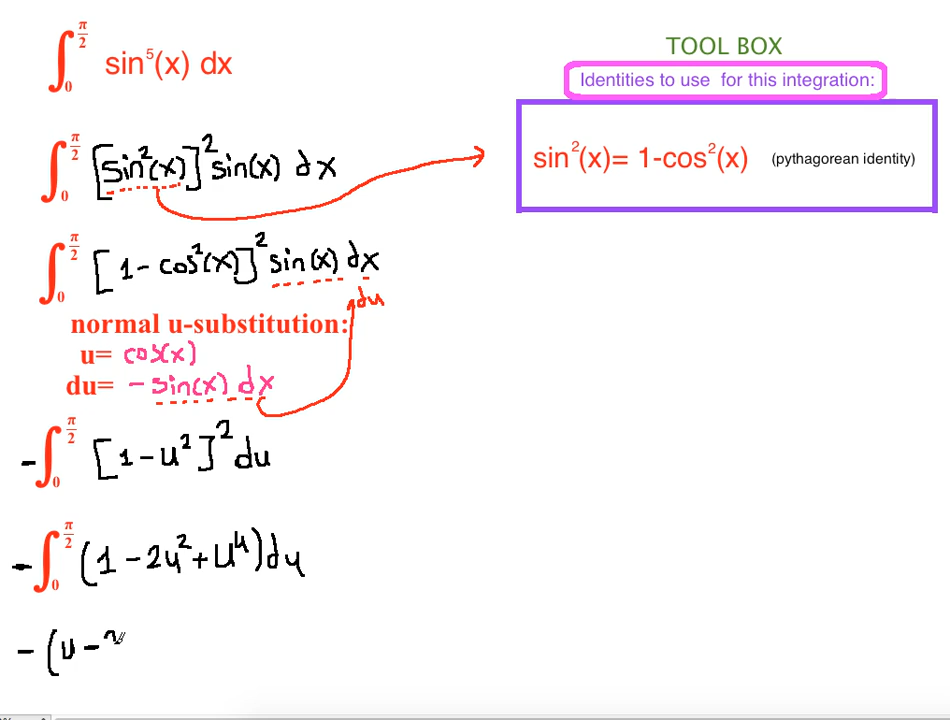 ∫₀^(π/2) sin⁵(x) dx
∫₀^(π/2) [sin²(x)]² sin(x) dx
∫₀^(π/2) [1 - cos²(x)]² sin(x) dx
du
normal u-substitution:
u= cos(x)
du= - sin(x) dx
-∫₀^(π/2) [1 - u²]² du
-∫₀^(π/2) (1 - 2u² + u⁴) du
- (u -
TOOL BOX
Identities to use for this integration:
sin²(x)= 1-cos²(x) (pythagorean identity)